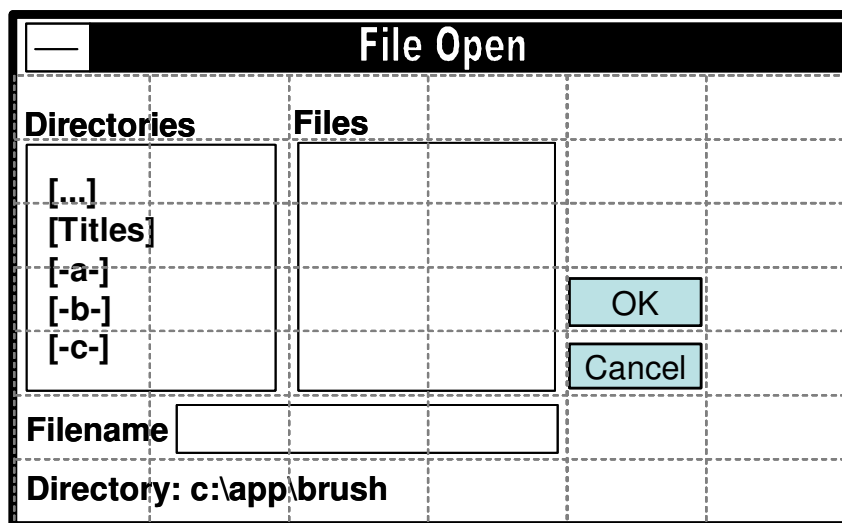 File Open
Directories
Files
[...]
[Titles]
[-a-]
[-b-]
[-c-]
OK
Cancel
Filename
Directory: c:\app\brush